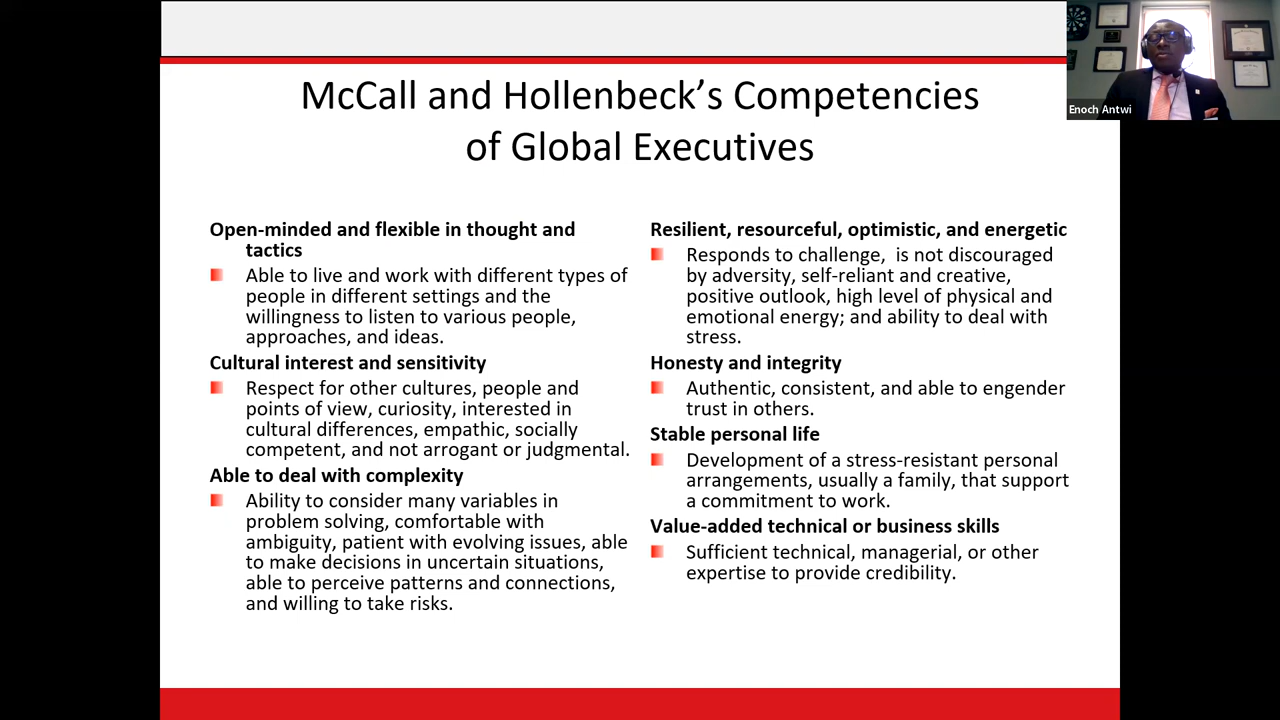 McCall and Hollenbeck's Competencies
of Global Executives
Enoch Antwi
Open-minded and flexible in thought and
tactics
Able to live and work with different types of
people in different settings and the
willingness to listen to various people,
approaches, and ideas.
Cultural interest and sensitivity
Respect for other cultures, people and
points of view, curiosity, interested in
cultural differences, empathic, socially
competent, and not arrogant or judgmental.
Able to deal with complexity
Ability to consider many variables in
problem solving, comfortable with
ambiguity, patient with evolving issues, able
to make decisions in uncertain situations,
able to perceive patterns and connections,
and willing to take risks.
Resilient, resourceful, optimistic, and energetic
Responds to challenge,  is not discouraged
by adversity, self-reliant and creative,
positive outlook, high level of physical and
emotional energy; and ability to deal with
stress.
Honesty and integrity
Authentic, consistent, and able to engender
trust in others.
Stable personal life
Development of a stress-resistant personal
arrangements, usually a family, that support
a commitment to work.
Value-added technical or business skills
Sufficient technical, managerial, or other
expertise to provide credibility.